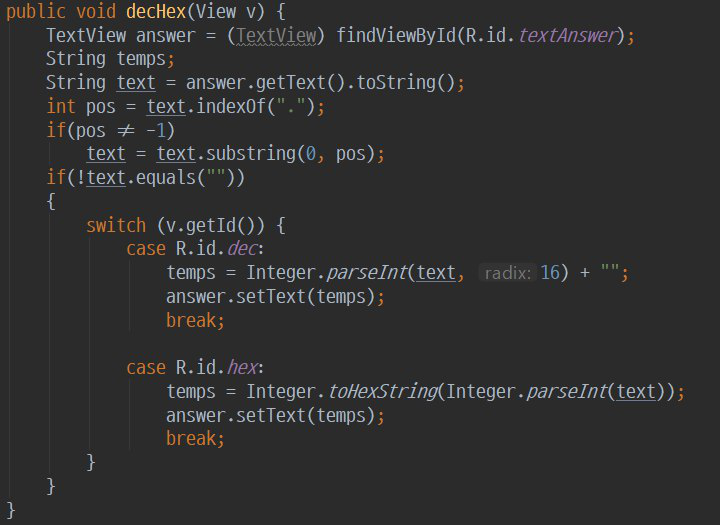 public void decHex(View v) {
    TextView answer = (TextView) findViewById(R.id.textAnswer);
    String temps;
    String text = answer.getText().toString();
    int pos = text.indexOf(".");
    if(pos ≠ -1)
        text = text.substring(0, pos);
    if(!text.equals(""))
    {
        switch (v.getId()) {
            case R.id.dec:
                temps = Integer.parseInt(text, radix: 16) + "";
                answer.setText(temps);
                break;

            case R.id.hex:
                temps = Integer.toHexString(Integer.parseInt(text));
                answer.setText(temps);
                break;
        }
    }
}